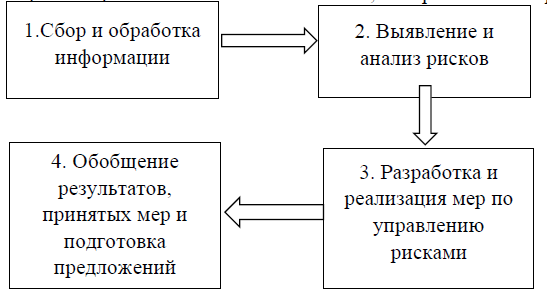 1.Сбор и обработка
информации
2. Выявление и
анализ рисков
3. Разработка и
реализация мер по
управлению
рисками
4. Обобщение
результатов,
принятых мер и
подготовка
предложений